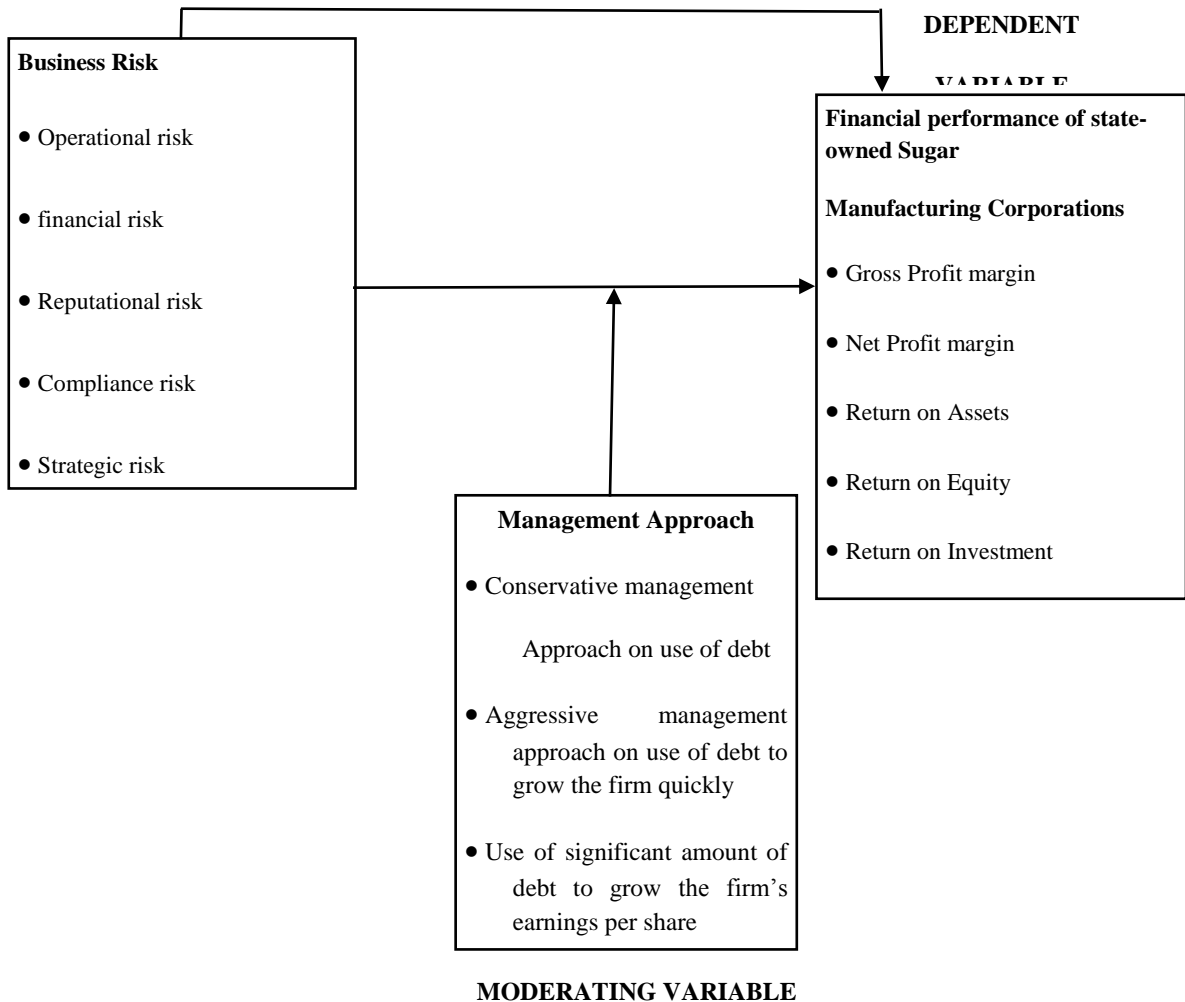 DEPENDENT
VARIABLE
Business Risk
• Operational risk
• financial risk
• Reputational risk
• Compliance risk
• Strategic risk
Financial performance of state-
owned Sugar
Manufacturing Corporations
• Gross Profit margin
• Net Profit margin
• Return on Assets
• Return on Equity
• Return on Investment
Management Approach
• Conservative management
Approach on use of debt
• Aggressive management
approach on use of debt to
grow the firm quickly
• Use of significant amount of
debt to grow the firm’s
earnings per share
MODERATING VARIABLE